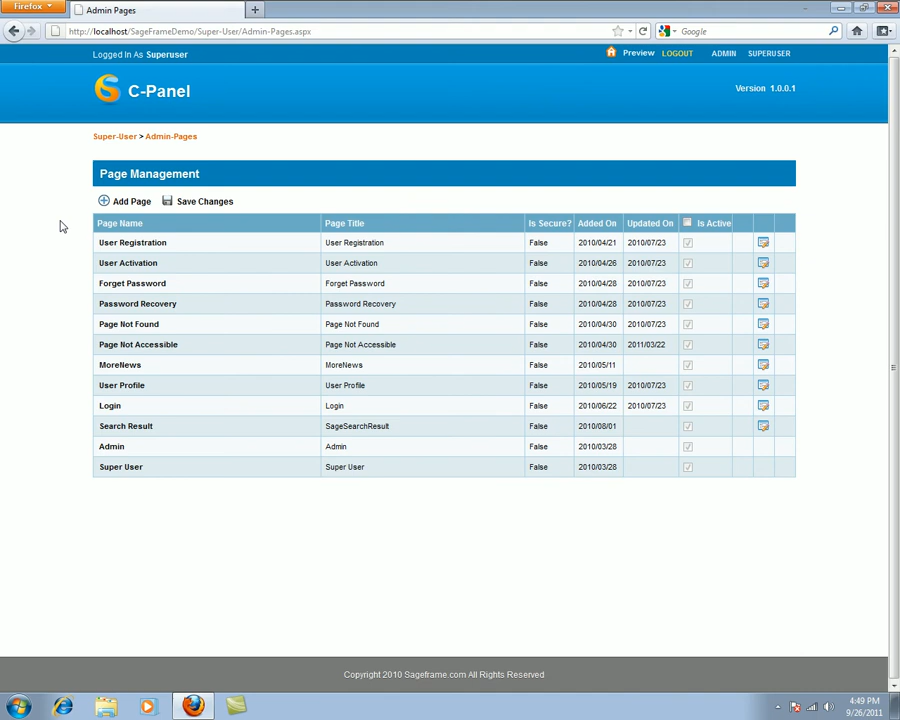 Firefox
Admin Pages
http://localhost/SageFrameDemo/Super-User/Admin-Pages.aspx
Google
Logged In As Superuser
Preview LOGOUT ADMIN SUPERUSER
C-Panel
Version 1.0.0.1
Super-User > Admin-Pages
Page Management
Add Page Save Changes
Page Name Page Title Is Secure? Added On Updated On Is Active
User Registration User Registration False 2010/04/21 2010/07/23
User Activation User Activation False 2010/04/26 2010/07/23
Forget Password Forget Password False 2010/04/28 2010/07/23
Password Recovery Password Recovery False 2010/04/28 2010/07/23
Page Not Found Page Not Found False 2010/04/30 2010/07/23
Page Not Accessible Page Not Accessible False 2010/04/30 2011/03/22
MoreNews MoreNews False 2010/05/11
User Profile User Profile False 2010/05/19 2010/07/23
Login Login False 2010/06/22 2010/07/23
Search Result SageSearchResult False 2010/08/01
Admin Admin False 2010/03/28
Super User Super User False 2010/03/28
Copyright 2010 Sageframe.com All Rights Reserved
4:49 PM
9/26/2011